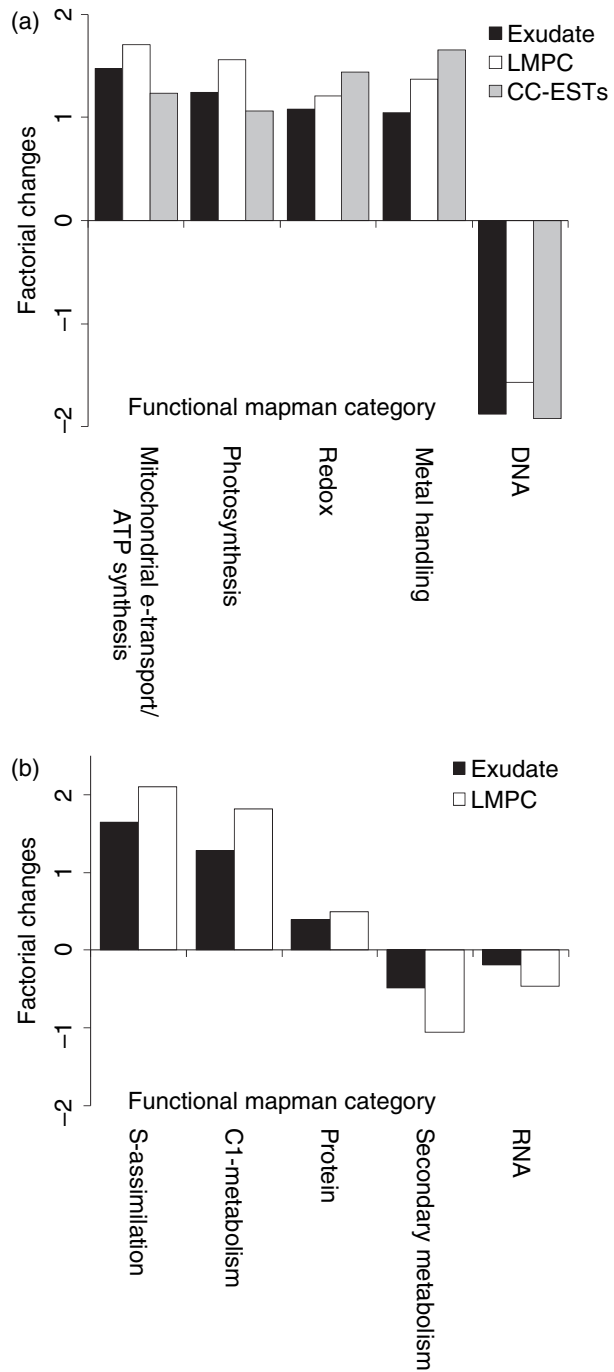 (a)
2
1
0
−1
−2
Factorial changes
Exudate
LMPC
CC-ESTs
Functional mapman category
Mitochondrial e-transport/
ATP synthesis
Photosynthesis
Redox
Metal handling
DNA
(b)
2
1
0
−1
−2
Factorial changes
Exudate
LMPC
Functional mapman category
S-assimilation
C1-metabolism
Protein
Secondary metabolism
RNA